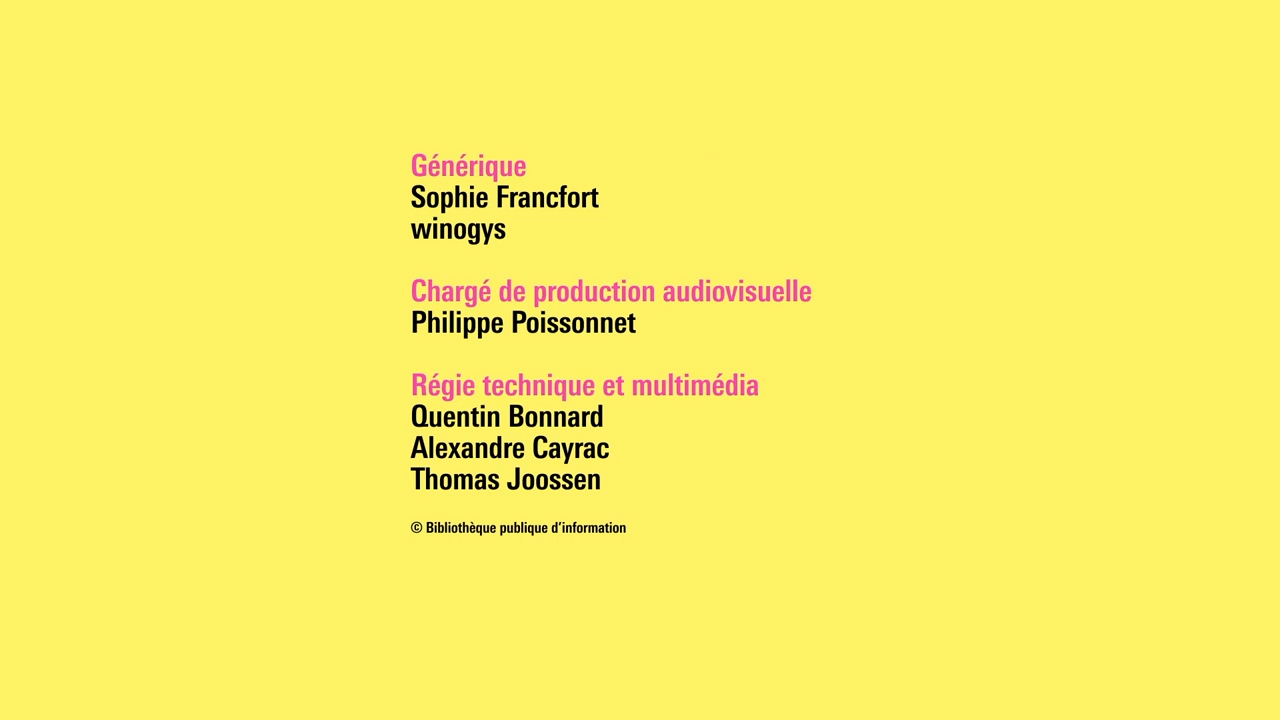 Générique
Sophie Francfort
winogys
Chargé de production audiovisuelle
Philippe Poissonnet
Régie technique et multimédia
Quentin Bonnard
Alexandre Cayrac
Thomas Joossen
© Bibliothèque publique d’information